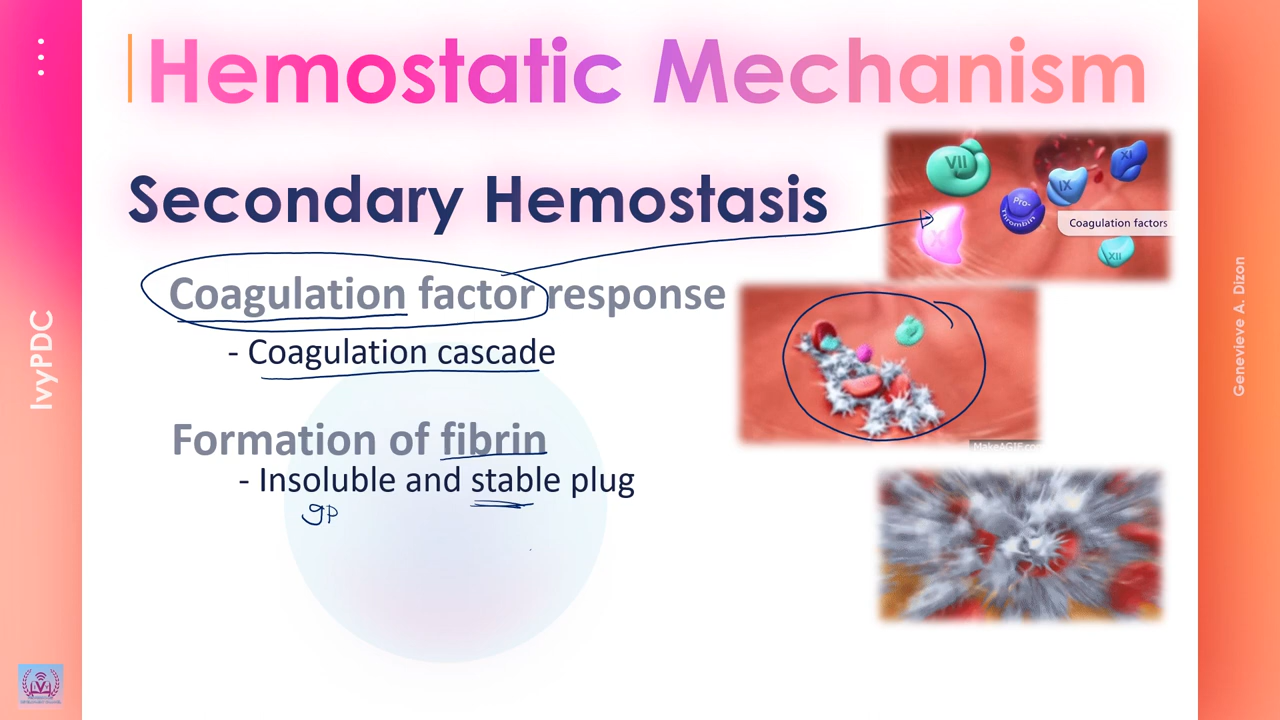 Hemostatic Mechanism
Secondary Hemostasis
Coagulation factor response
- Coagulation cascade
Formation of fibrin
- Insoluble and stable plug
gp
VII
XI
IX
Pro-
Thrombin
Coagulation factors
X
XII
IvyPDC
Genevieve A. Dizon